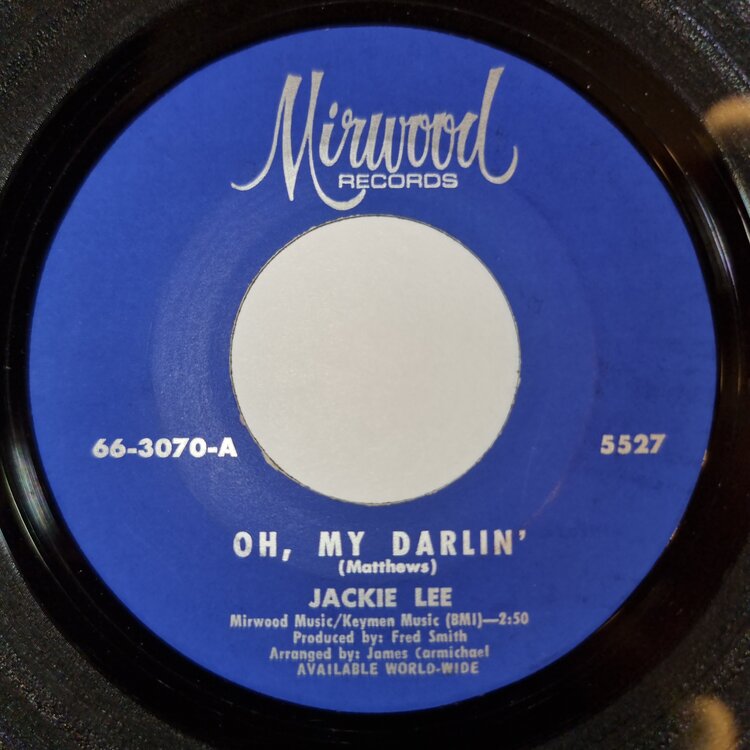 Mirwood
RECORDS
66-3070-A
5527
OH, MY DARLIN'
(Matthews)
JACKIE LEE
Mirwood Music/Keymen Music (BMI)—2:50
Produced by: Fred Smith
Arranged by: James Carmichael
AVAILABLE WORLD-WIDE